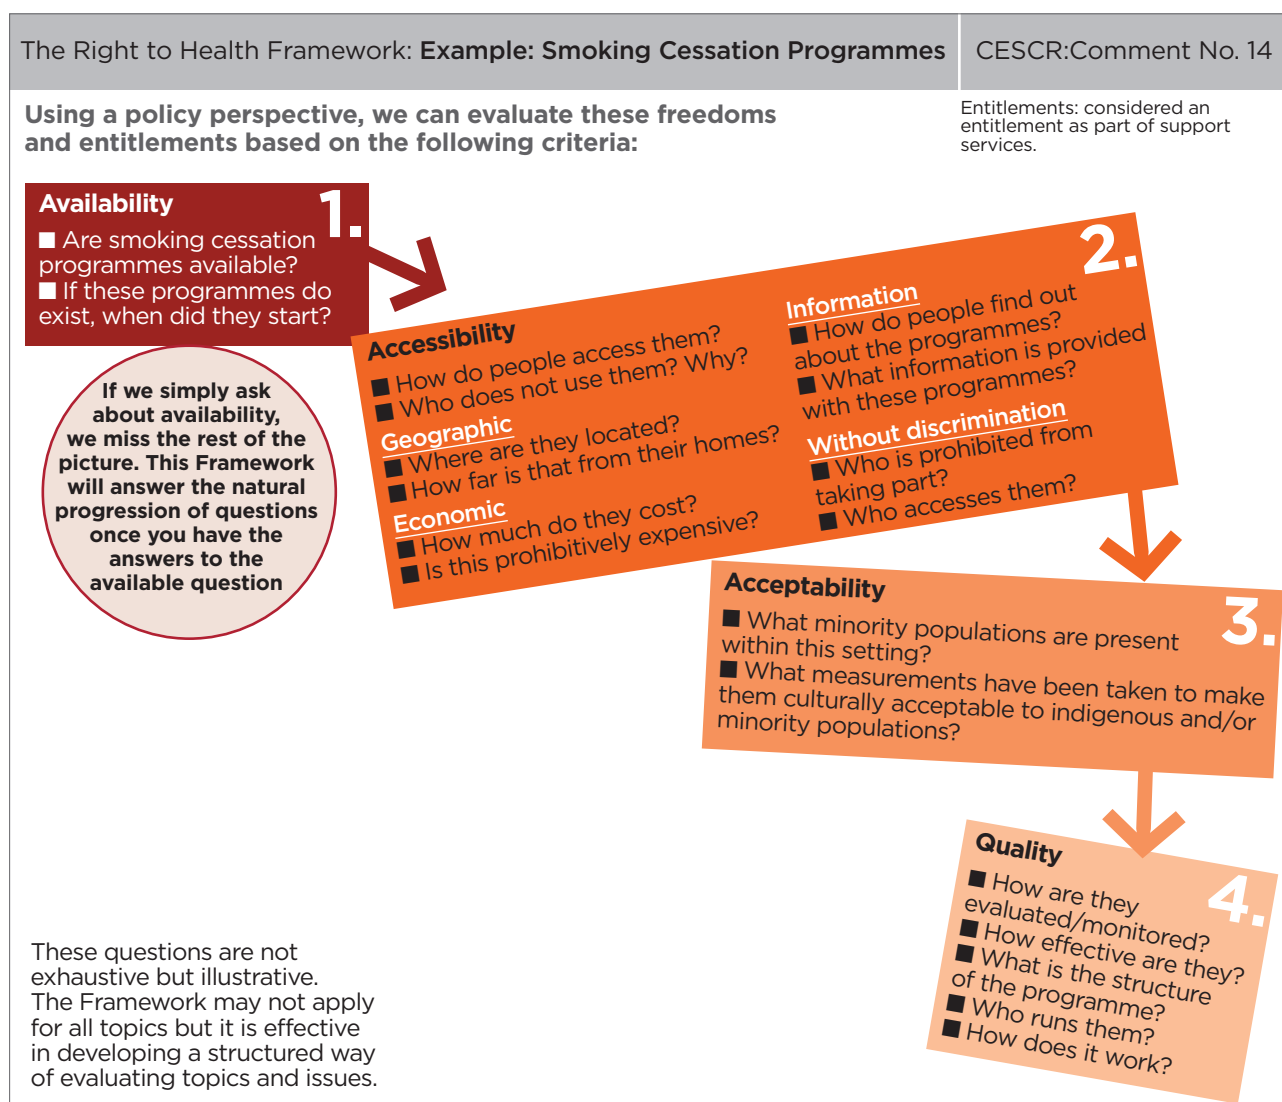 The Right to Health Framework: Example: Smoking Cessation Programmes
CESCR:Comment No. 14
Using a policy perspective, we can evaluate these freedoms
and entitlements based on the following criteria:
Entitlements: considered an
entitlement as part of support
services.
1.
Availability
■ Are smoking cessation
programmes available?
■ If these programmes do
exist, when did they start?
If we simply ask
about availability,
we miss the rest of the
picture. This Framework
will answer the natural
progression of questions
once you have the
answers to the
available question
2.
Accessibility
■ How do people access them?
■ Who does not use them? Why?
Geographic
■ Where are they located?
■ How far is that from their homes?
Economic
■ How much do they cost?
■ Is this prohibitively expensive?
Information
■ How do people find out
about the programmes?
■ What information is provided
with these programmes?
Without discrimination
■ Who is prohibited from
taking part?
■ Who accesses them?
3.
Acceptability
■ What minority populations are present
within this setting?
■ What measurements have been taken to make
them culturally acceptable to indigenous and/or
minority populations?
4.
Quality
■ How are they
evaluated/monitored?
■ How effective are they?
■ What is the structure
of the programme?
■ Who runs them?
■ How does it work?
These questions are not
exhaustive but illustrative.
The Framework may not apply
for all topics but it is effective
in developing a structured way
of evaluating topics and issues.